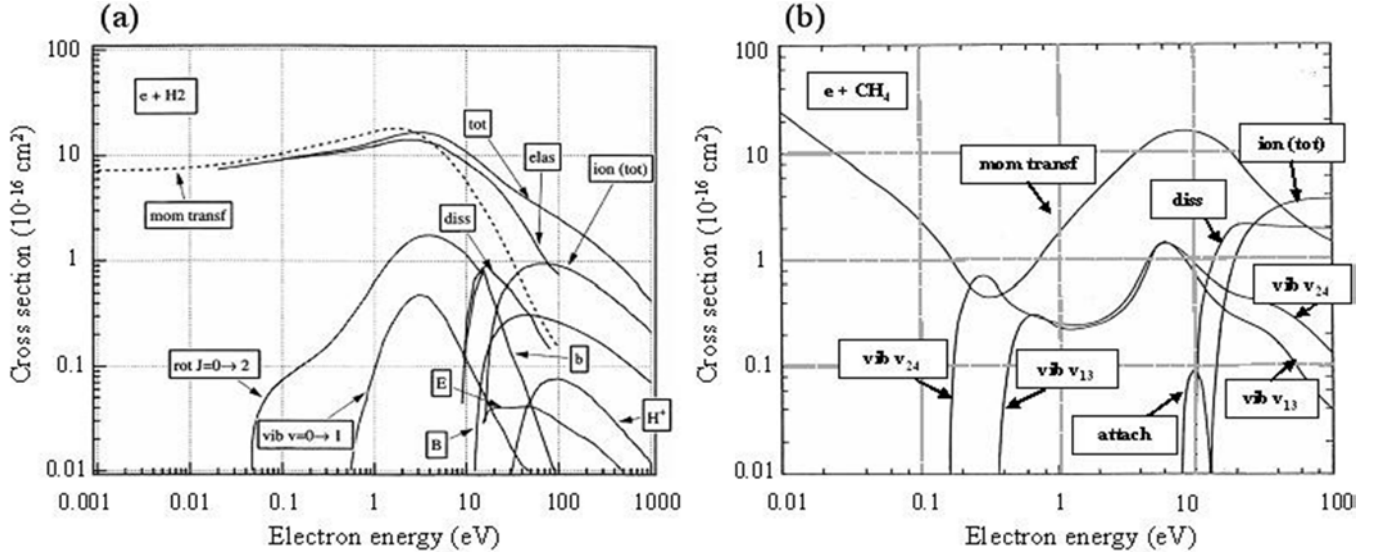 (a)
(b)
Cross section (10⁻¹⁶ cm²)
100
10
1
0.1
0.01
e + H2
tot
elas
ion (tot)
mom transf
diss
rot J=0→2
vib v=0→1
E
B
b
H⁺
0.001
0.01
0.1
1
10
100
1000
Electron energy (eV)
Cross section (10⁻¹⁶ cm²)
100
10
1
0.1
0.01
e + CH₄
mom transf
ion (tot)
diss
vib v₂₄
vib v₂₄
vib v₁₃
vib v₁₃
attach
0.01
0.1
1
10
100
Electron energy (eV)